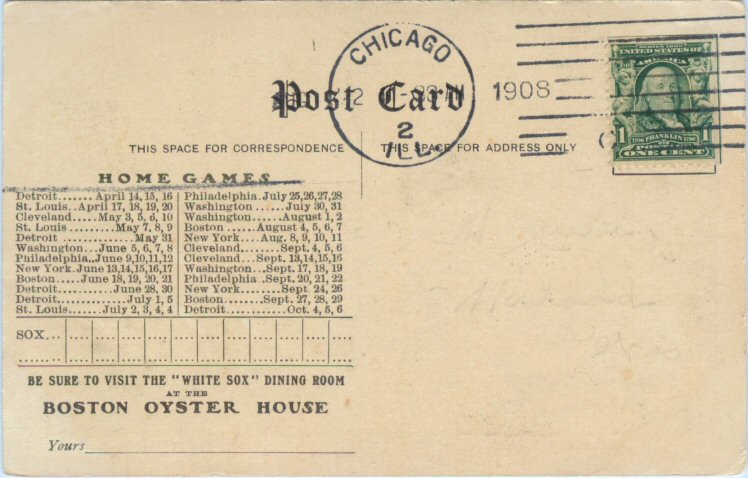 CHICAGO
1908
2
ILL.
SERIES 1902
UNITED STATES OF
AMERICA
1706 FRANKLIN 1790
1 POSTAGE 1
ONE CENT
Post Card
THIS SPACE FOR CORRESPONDENCE
THIS SPACE FOR ADDRESS ONLY
HOME GAMES
Detroit....... April 14, 15, 16
St. Louis..April 17, 18, 19, 20
Cleveland.....May 3, 5, 6, 10
St. Louis .........May 7, 8, 9
Detroit ................May 31
Washington...June 5, 6, 7, 8
Philadelphia..June 9,10,11,12
New York.June 13,14,15,16,17
Boston.....June 18, 19, 20, 21
Detroit............June 28, 30
Detroit..............July 1, 5
St. Louis.......July 2, 3, 4, 4
Philadelphia.July 25,26,27,28
Washington ......July 30, 31
Washington......August 1, 2
Boston ......August 4, 5, 6, 7
New York....Aug. 8, 9, 10, 11
Cleveland.......Sept. 4, 5, 6
Cleveland...Sept. 13,14,15,16
Washington...Sept. 17, 18, 19
Philadelphia .Sept. 20, 21, 22
New York........Sept 24, 26
Boston........Sept. 27, 28, 29
Detroit............Oct. 4, 5, 6
SOX...
BE SURE TO VISIT THE "WHITE SOX" DINING ROOM
AT THE
BOSTON OYSTER HOUSE
Yours